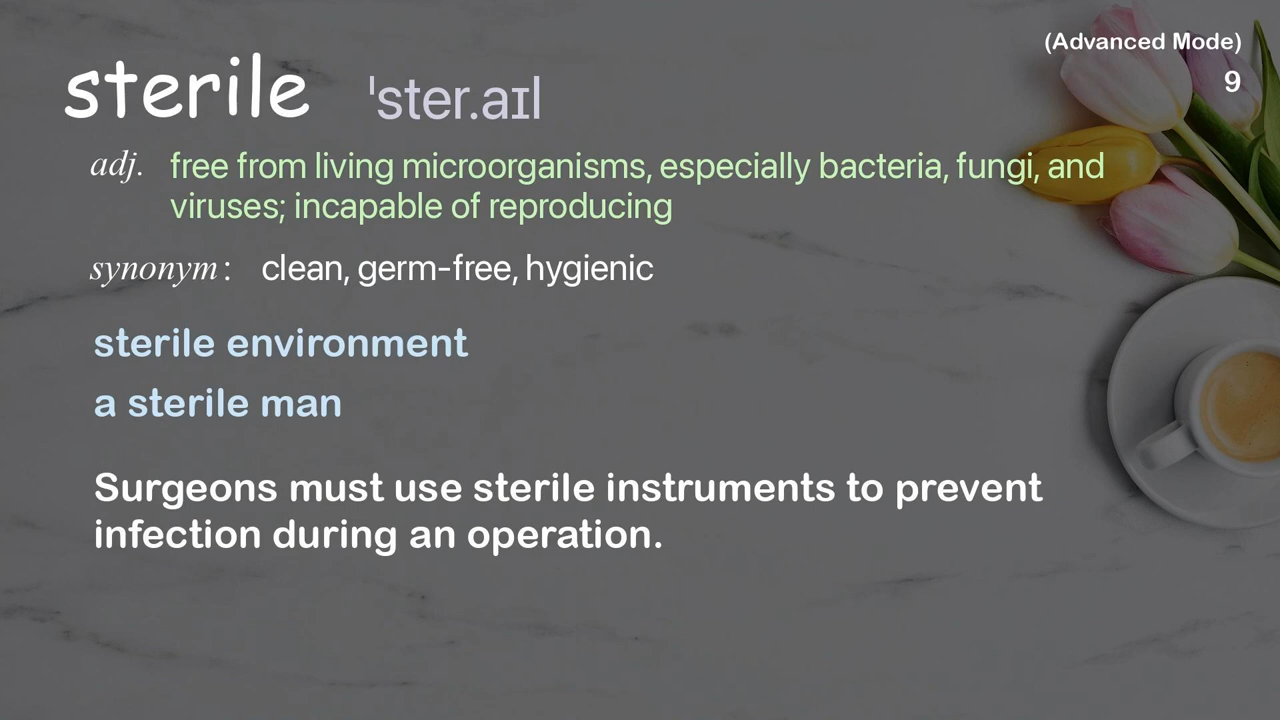 (Advanced Mode)
9
sterile ˈster.aɪl
adj. free from living microorganisms, especially bacteria, fungi, and
viruses; incapable of reproducing
synonym : clean, germ-free, hygienic
sterile environment
a sterile man
Surgeons must use sterile instruments to prevent
infection during an operation.